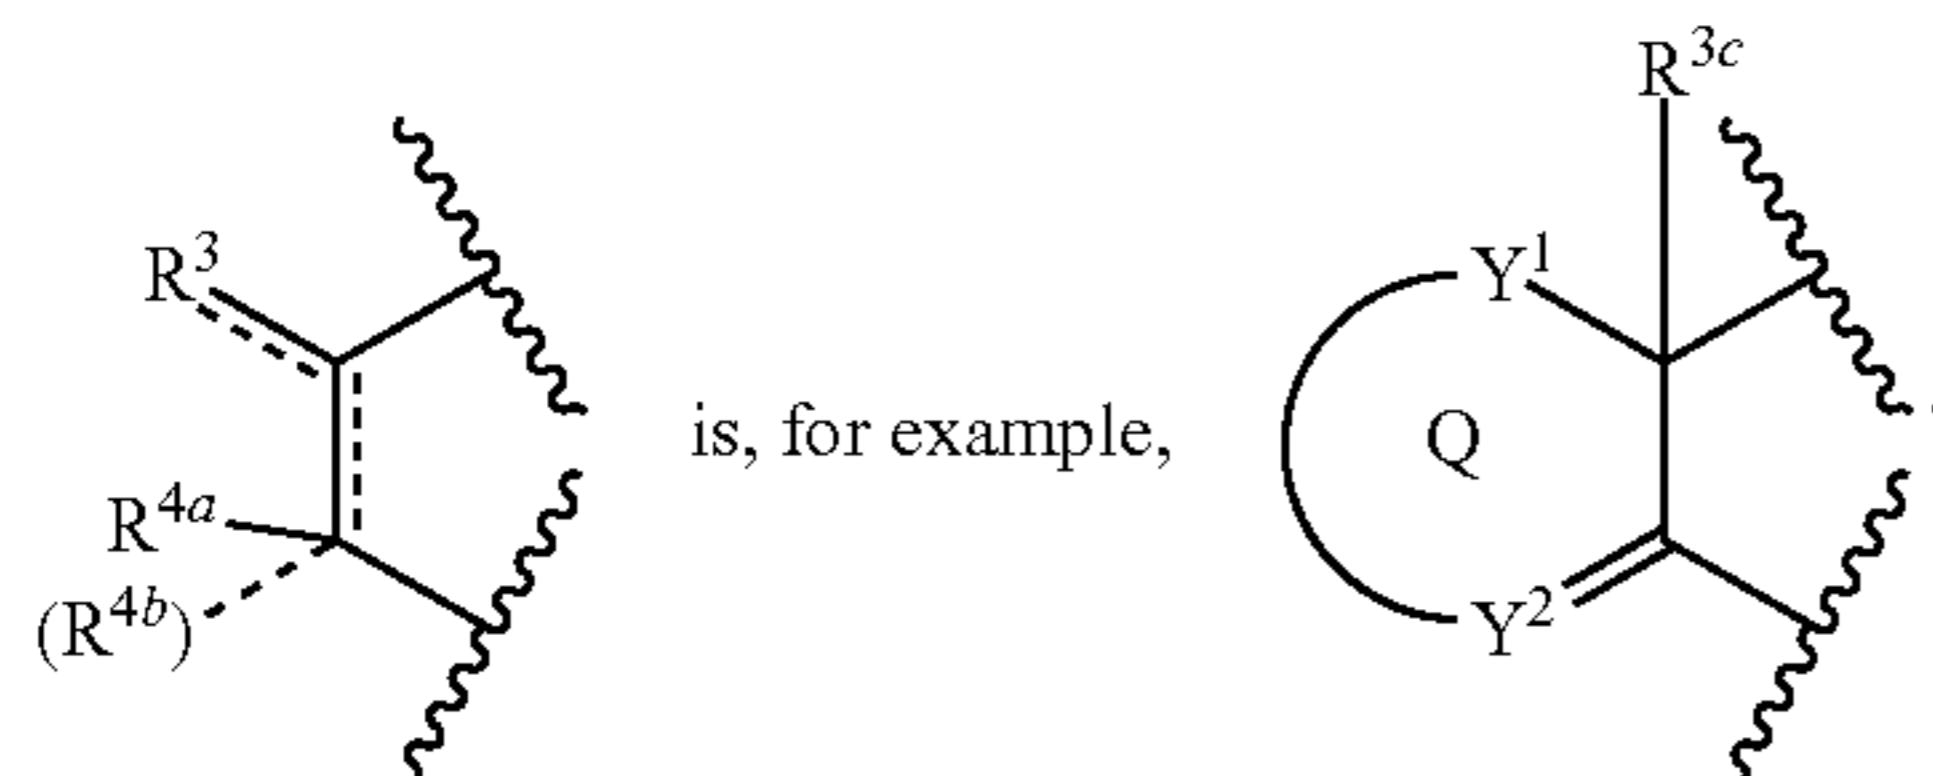 R³c
R³
Y¹
is, for example,
Q
R⁴a
(R⁴b)
Y²